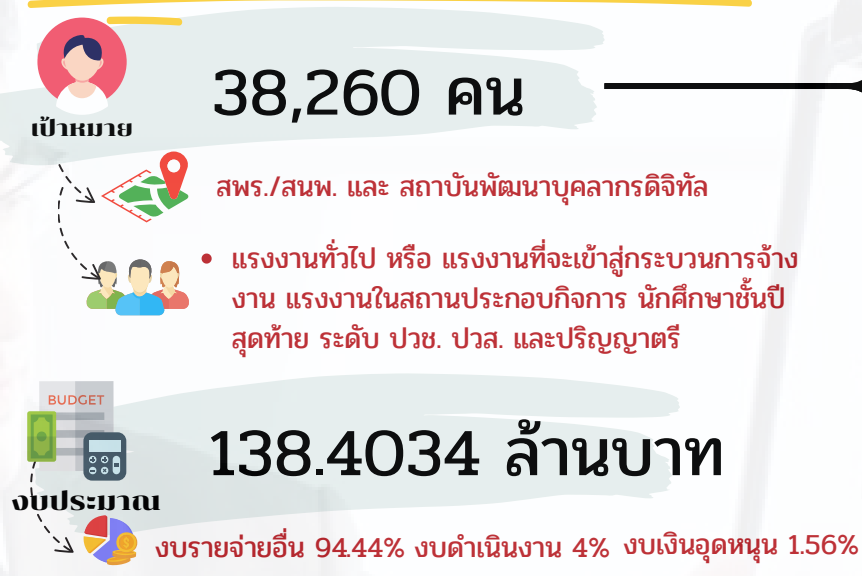 38,260 คน
เป้าหมาย
สพร./สนพ. และ สถาบันพัฒนาบุคลากรดิจิทัล
• แรงงานทั่วไป หรือ แรงงานที่จะเข้าสู่กระบวนการจ้าง
งาน แรงงานในสถานประกอบกิจการ นักศึกษาชั้นปี
สุดท้าย ระดับ ปวช. ปวส. และปริญญาตรี
BUDGET
138.4034 ล้านบาท
งบประมาณ
งบรายจ่ายอื่น 94.44% งบดำเนินงาน 4% งบเงินอุดหนุน 1.56%